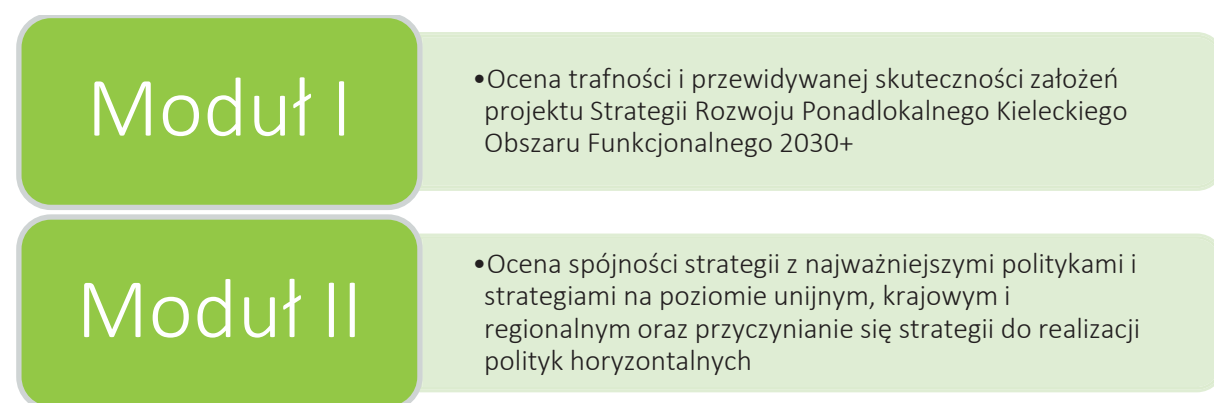 Moduł I
•Ocena trafności i przewidywanej skuteczności założeń
projektu Strategii Rozwoju Ponadlokalnego Kieleckiego
Obszaru Funkcjonalnego 2030+
Moduł II
•Ocena spójności strategii z najważniejszymi politykami i
strategiami na poziomie unijnym, krajowym i
regionalnym oraz przyczynianie się strategii do realizacji
polityk horyzontalnych